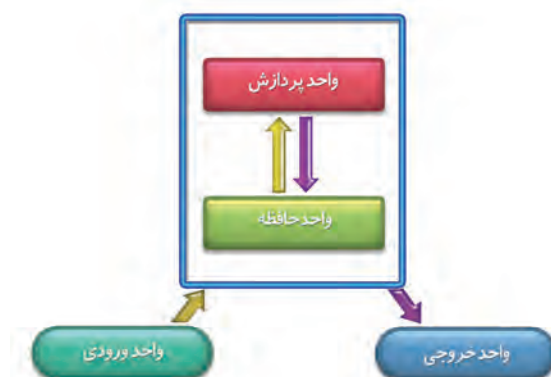 واحد پردازش
واحد حافظه
واحد ورودی
واحد خروجی